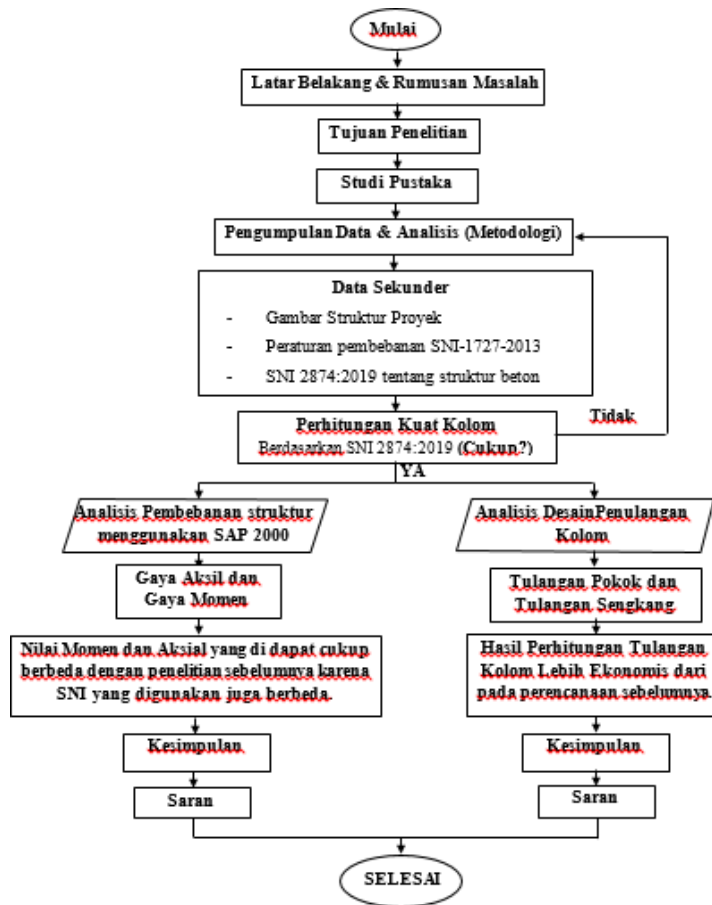 Mulai
Latar Belakang & Rumusan Masalah
Tujuan Penelitian
Studi Pustaka
Pengumpulan Data & Analisis (Metodologi)
Data Sekunder
- Gambar Struktur Proyek
- Peraturan pembebanan SNI-1727-2013
- SNI 2874:2019 tentang struktur beton
Perhitungan Kuat Kolom
Berdasarkan SNI 2874:2019 (Cukup?)
Tidak
YA
Analisis Pembebanan struktur
menggunakan SAP 2000
Gaya Aksil dan
Gaya Momen
Nilai Momen dan Aksial yang di dapat cukup
berbeda dengan penelitian sebelumnya karena
SNI yang digunakan juga berbeda.
Kesimpulan
Saran
Analisis DesainPenulangan
Kolom
Tulangan Pokok dan
Tulangan Sengkang
Hasil Perhitungan Tulangan
Kolom Lebih Ekonomis dari
pada perencanaan sebelumnya.
Kesimpulan
Saran
SELESAI